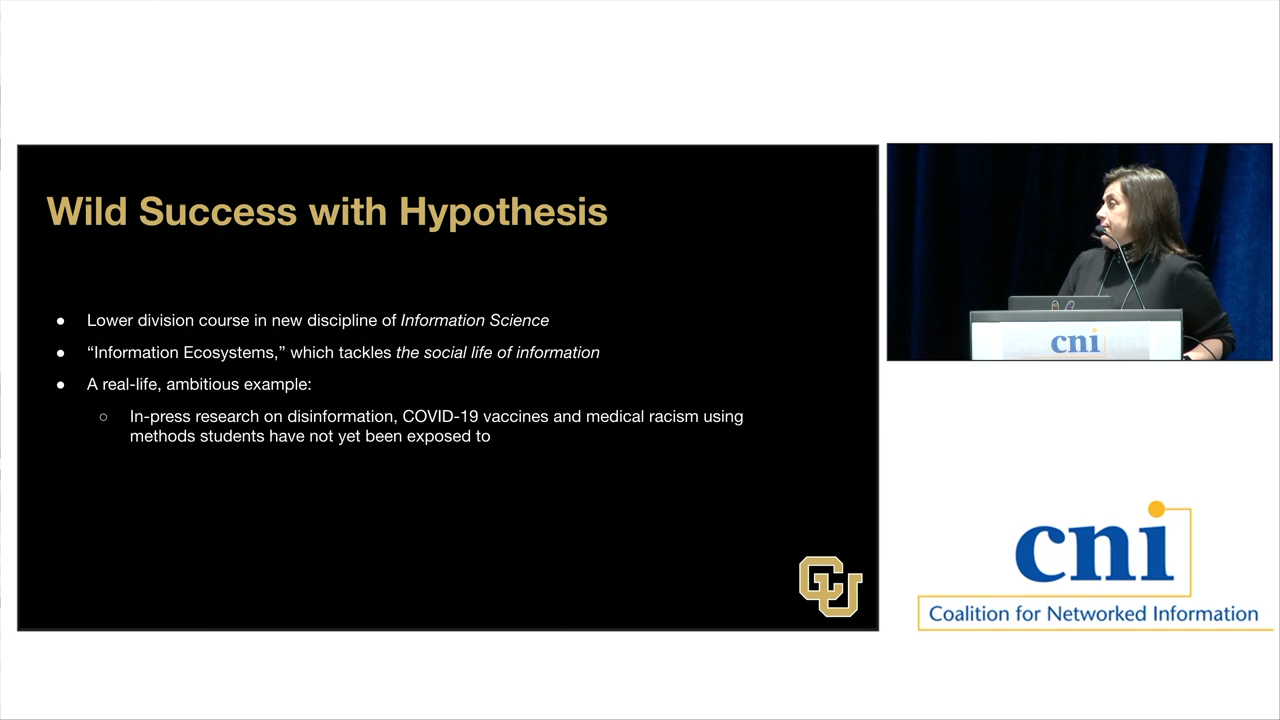 Wild Success with Hypothesis
● Lower division course in new discipline of Information Science
● “Information Ecosystems,” which tackles the social life of information
● A real-life, ambitious example:
○ In-press research on disinformation, COVID-19 vaccines and medical racism using
methods students have not yet been exposed to
CU
cni
cni
Coalition for Networked Information